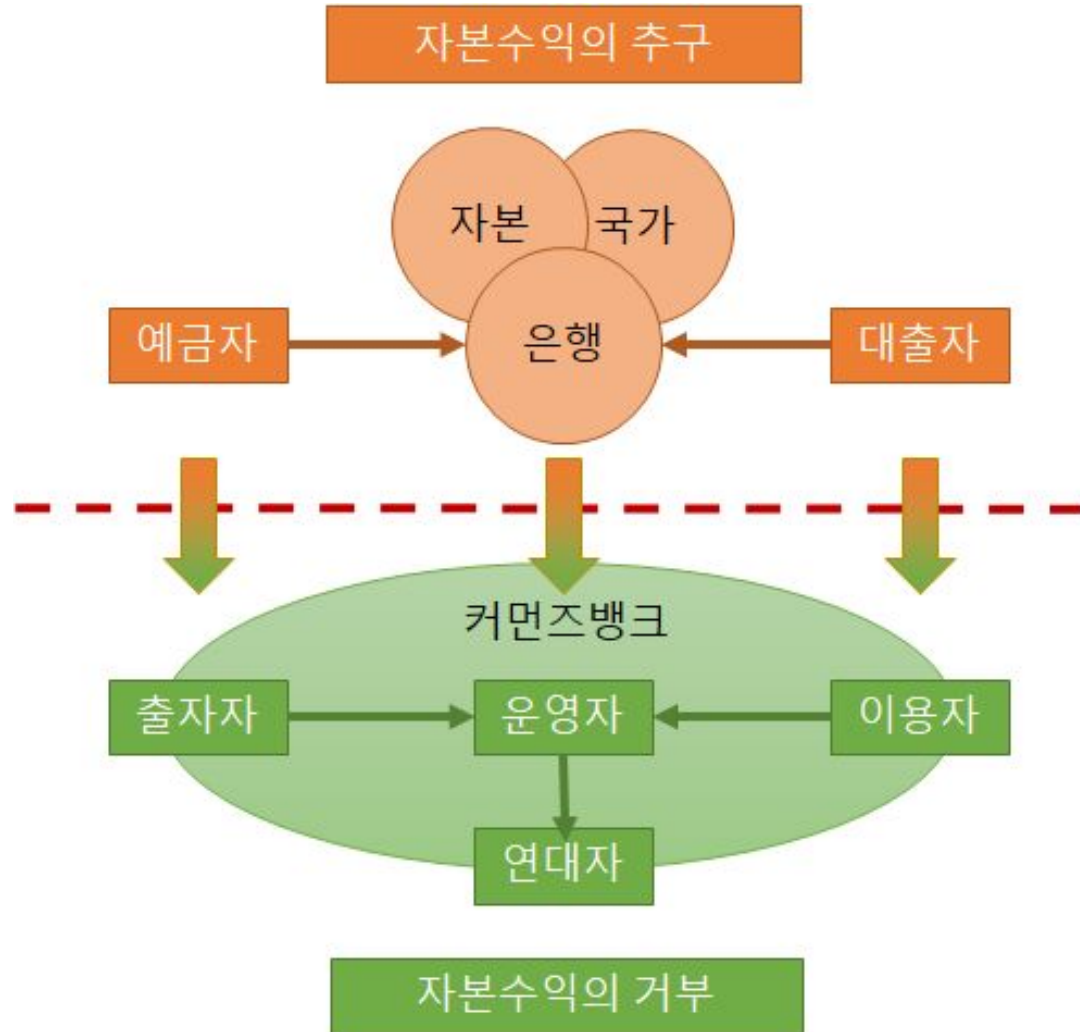 자본수익의 추구
자본
국가
예금자
은행
대출자
커먼즈뱅크
출자자
운영자
이용자
연대자
자본수익의 거부